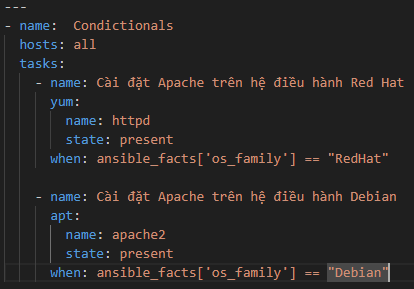 ---
- name:  Condictionals
  hosts: all
  tasks:
    - name: Cài đặt Apache trên hệ điều hành Red Hat
      yum:
        name: httpd
        state: present
      when: ansible_facts['os_family'] == "RedHat"

    - name: Cài đặt Apache trên hệ điều hành Debian
      apt:
        name: apache2
        state: present
      when: ansible_facts['os_family'] == "Debian"